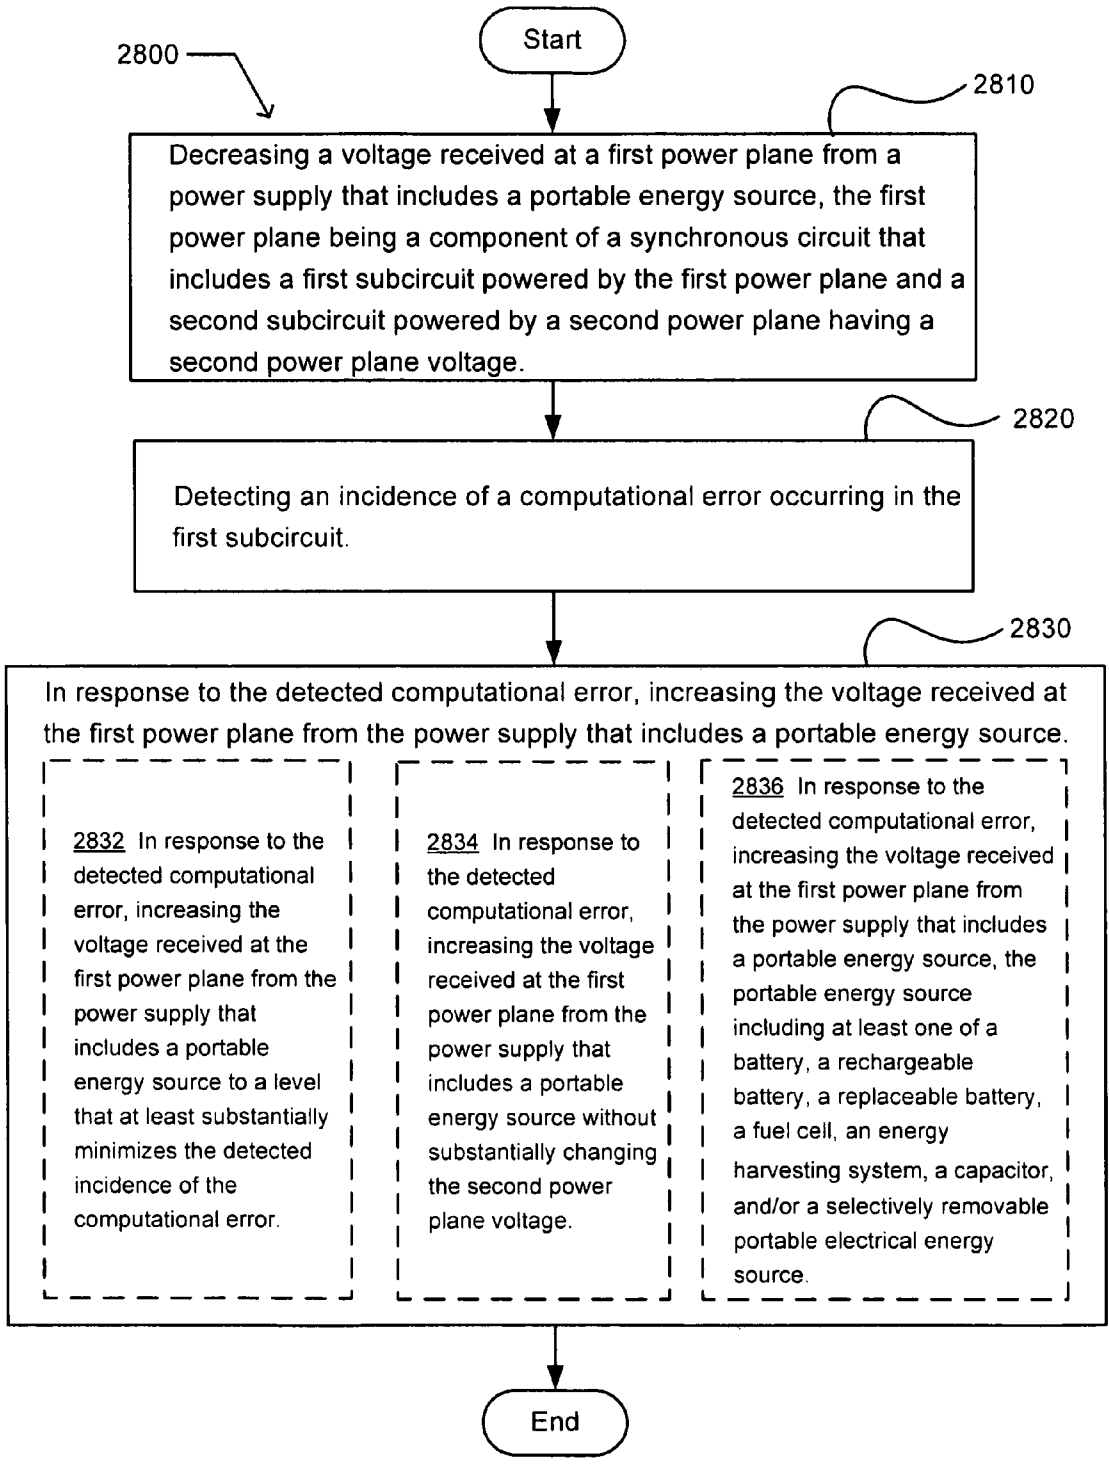 Start
2800
2810
Decreasing a voltage received at a first power plane from a
power supply that includes a portable energy source, the first
power plane being a component of a synchronous circuit that
includes a first subcircuit powered by the first power plane and a
second subcircuit powered by a second power plane having a
second power plane voltage.
2820
Detecting an incidence of a computational error occurring in the
first subcircuit.
2830
In response to the detected computational error, increasing the voltage received at
the first power plane from the power supply that includes a portable energy source.
2832 In response to the
detected computational
error, increasing the
voltage received at the
first power plane from the
power supply that
includes a portable
energy source to a level
that at least substantially
minimizes the detected
incidence of the
computational error.
2834 In response to
the detected
computational error,
increasing the voltage
received at the first
power plane from the
power supply that
includes a portable
energy source without
substantially changing
the second power
plane voltage.
2836 In response to the
detected computational error,
increasing the voltage received
at the first power plane from
the power supply that includes
a portable energy source, the
portable energy source
including at least one of a
battery, a rechargeable
battery, a replaceable battery,
a fuel cell, an energy
harvesting system, a capacitor,
and/or a selectively removable
portable electrical energy
source.
End